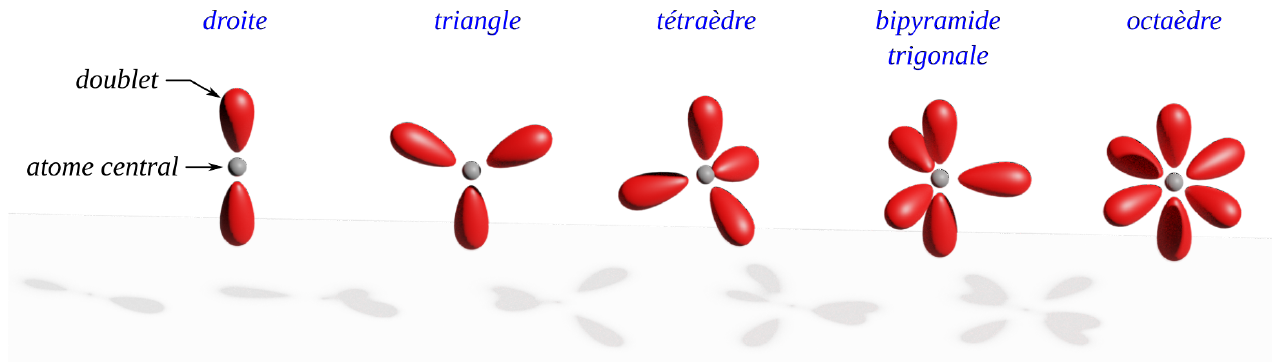 droite
triangle
tétraèdre
bipyramide
trigonale
octaèdre
doublet
atome central